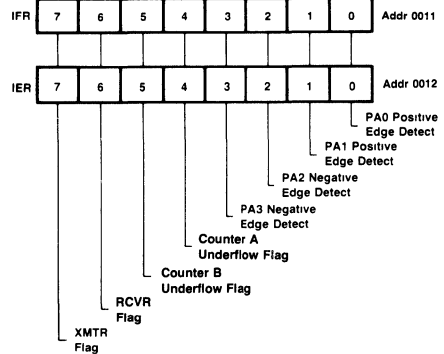 IFR 7 6 5 4 3 2 1 0 Addr 0011
IER 7 6 5 4 3 2 1 0 Addr 0012
PA0 Positive
Edge Detect
PA1 Positive
Edge Detect
PA2 Negative
Edge Detect
PA3 Negative
Edge Detect
Counter A
Underflow Flag
Counter B
Underflow Flag
RCVR
Flag
XMTR
Flag